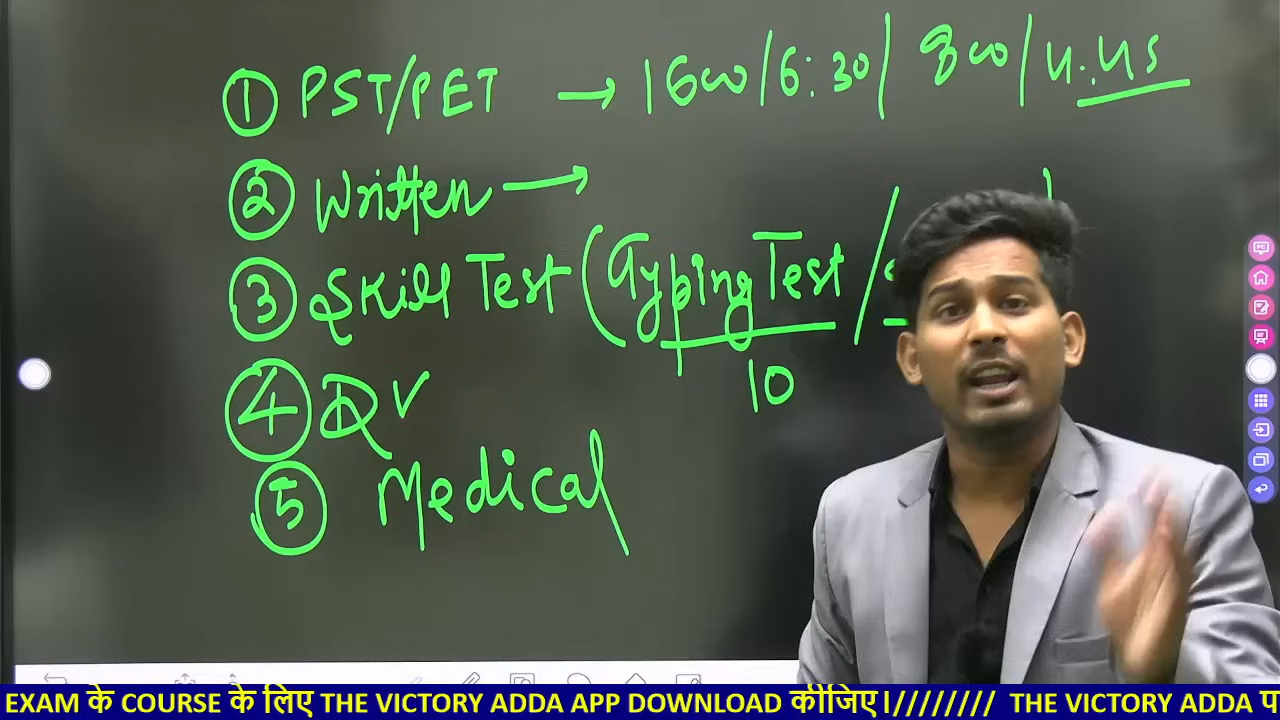 ① PST/PET → 1600/6:30/800/4:45
② Written →
③ Skill Test (Typing Test /
10
④ DV
⑤ Medical
EXAM के COURSE के लिए THE VICTORY ADDA APP DOWNLOAD कीजिए।//////// THE VICTORY ADDA प